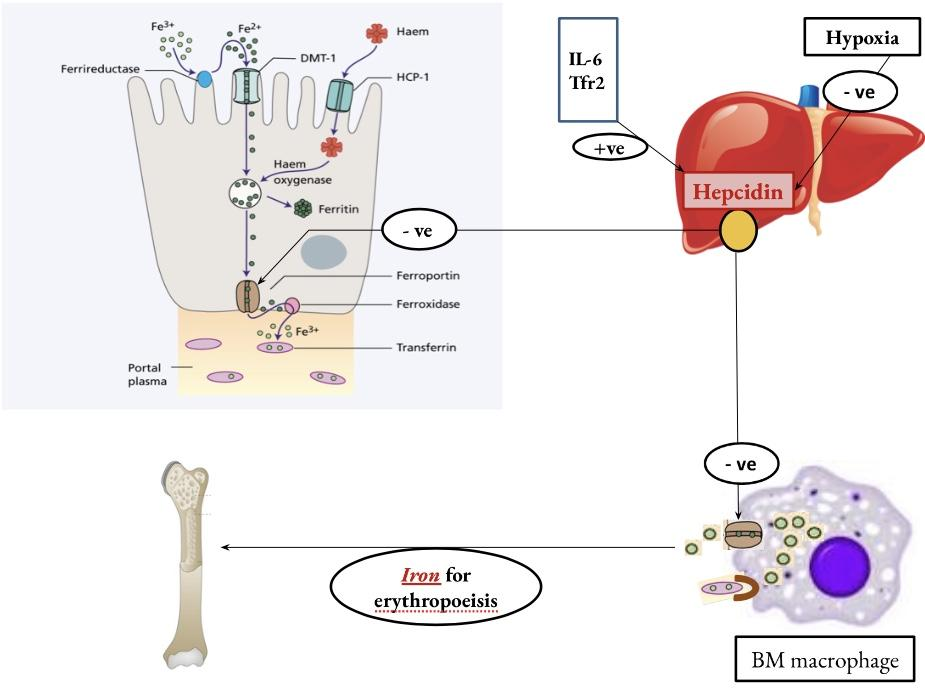 Fe³⁺
Fe²⁺
Haem
Ferrireductase
DMT-1
HCP-1
Haem
oxygenase
Ferritin
Ferroportin
Ferroxidase
Fe³⁺
Transferrin
Portal
plasma
IL-6
Tfr2
+ve
Hypoxia
- ve
Hepcidin
- ve
- ve
Iron for
erythropoeisis
BM macrophage